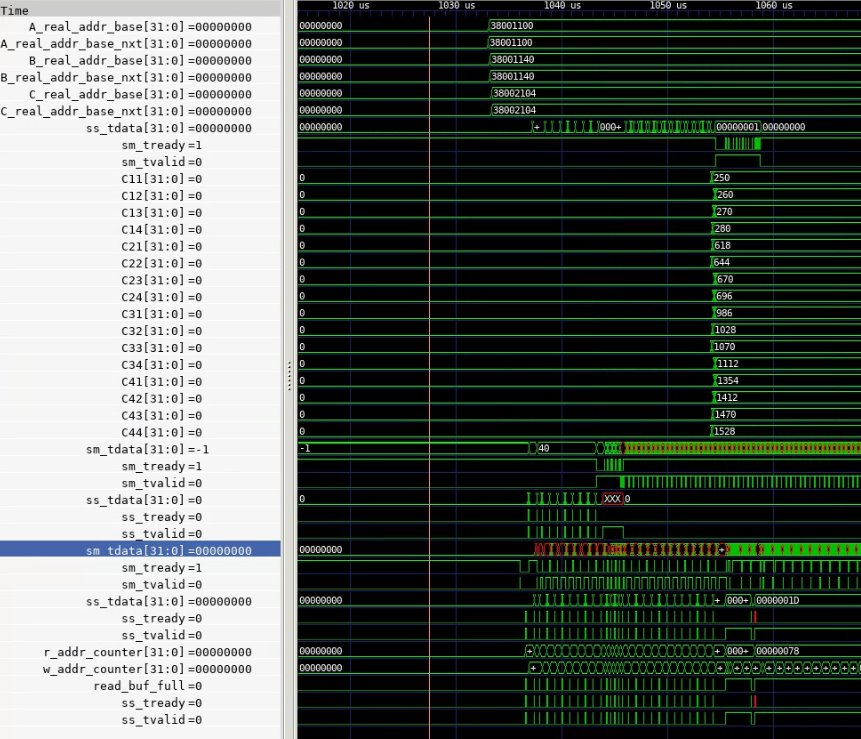 Time
1020 us 1030 us 1040 us 1050 us 1060 us
A_real_addr_base[31:0] =00000000 00000000 38001100
A_real_addr_base_nxt[31:0] =00000000 00000000 38001100
B_real_addr_base[31:0] =00000000 00000000 38001140
B_real_addr_base_nxt[31:0] =00000000 00000000 38001140
C_real_addr_base[31:0] =00000000 00000000 38002104
C_real_addr_base_nxt[31:0] =00000000 00000000 38002104
ss_tdata[31:0] =00000000 00000000 + 000+ 00000001 00000000
sm_tready =1
sm_tvalid =0
C11[31:0] =0 0 250
C12[31:0] =0 0 260
C13[31:0] =0 0 270
C14[31:0] =0 0 280
C21[31:0] =0 0 618
C22[31:0] =0 0 644
C23[31:0] =0 0 670
C24[31:0] =0 0 696
C31[31:0] =0 0 986
C32[31:0] =0 0 1028
C33[31:0] =0 0 1070
C34[31:0] =0 0 1112
C41[31:0] =0 0 1354
C42[31:0] =0 0 1412
C43[31:0] =0 0 1470
C44[31:0] =0 0 1528
sm_tdata[31:0] =-1 -1 40
sm_tready =1
sm_tvalid =0
ss_tdata[31:0] =0 0 XXX 0
ss_tready =0
ss_tvalid =0
sm_tdata[31:0] =00000000 00000000 +
sm_tready =1
sm_tvalid =0
ss_tdata[31:0] =00000000 00000000 + 000+ 0000001D
ss_tready =0
ss_tvalid =0
r_addr_counter[31:0] =00000000 00000000 + + 000+ 00000078
w_addr_counter[31:0] =00000000 00000000 + + + + + + + + + + + + + +
read_buf_full =0
ss_tready =0
ss_tvalid =0